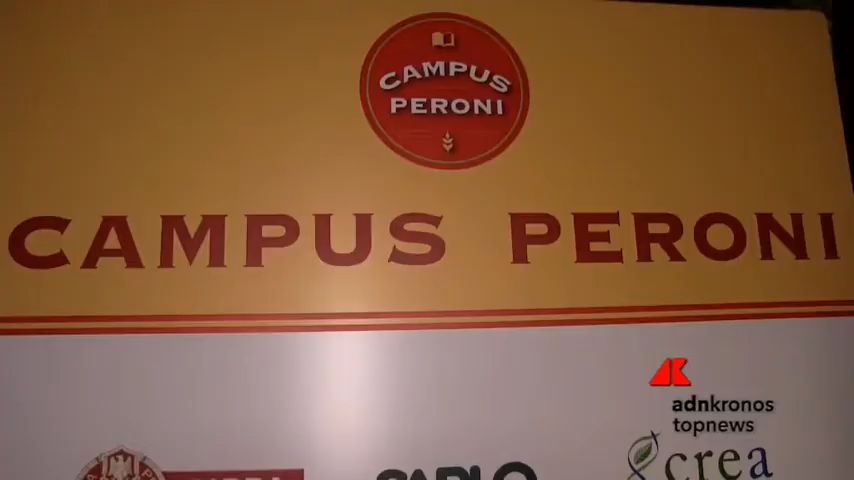 CAMPUS
PERONI
CAMPUS PERONI
adnkronos
topnews
crea